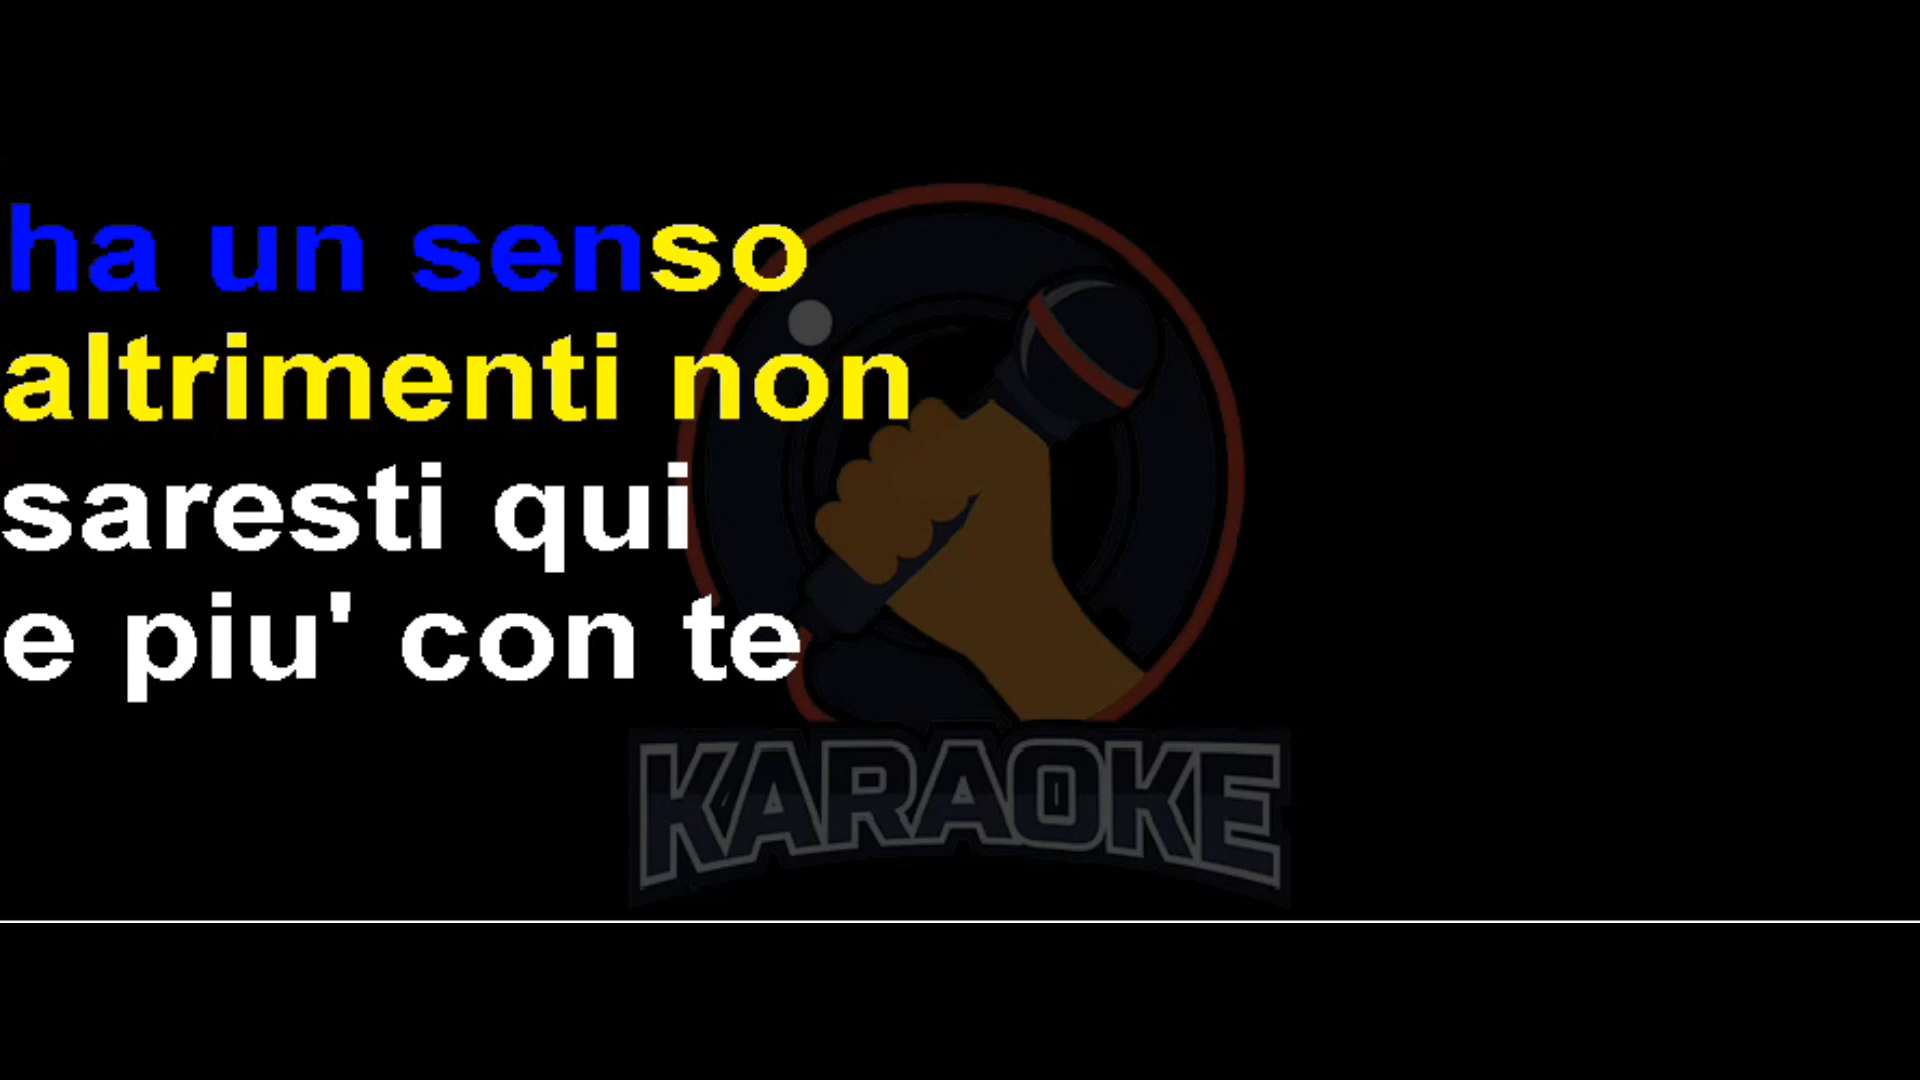 ha un senso
altrimenti non
saresti qui
e piu' con te
KARAOKE